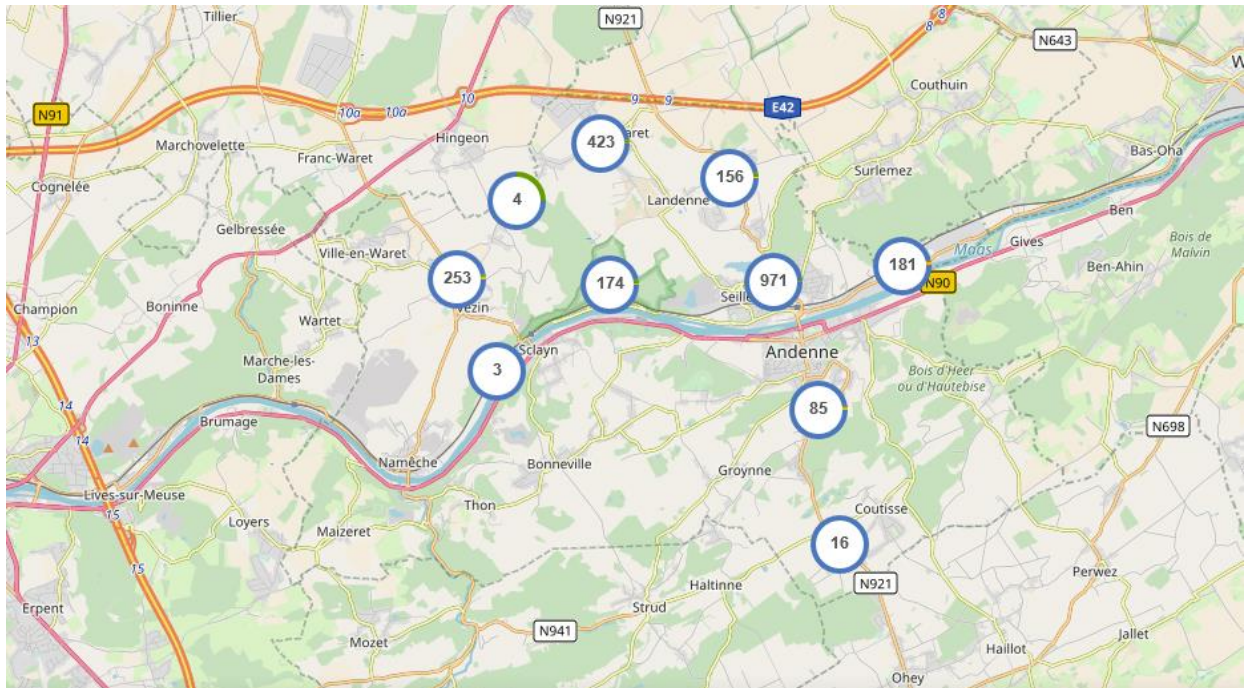 Tillier
N921
8
8
N643
Couthuin
W
N91
10a
10a
10
9
9
E42
Marchovelette
Hingeon
423
aret
Franc-Waret
Bas-Oha
Cognelée
4
156
Surlemez
Landenne
Ben
Gelbressée
Ville-en-Waret
Maas
Gives
Bois de
Malvin
253
174
971
181
Ben-Ahin
Champion
Boninne
Vezin
Seille
N90
Wartet
13
Sclayn
Andenne
Marche-les-
Dames
3
Bois d'Heer
ou d'Hautebise
14
85
Brumage
N698
14
Namêche
Bonneville
Groynne
Lives-sur-Meuse
Thon
15
Loyers
Maizeret
Coutisse
16
15
Haltinne
N921
Perwez
Erpent
Strud
N941
Mozet
Jallet
Haillot
Ohey